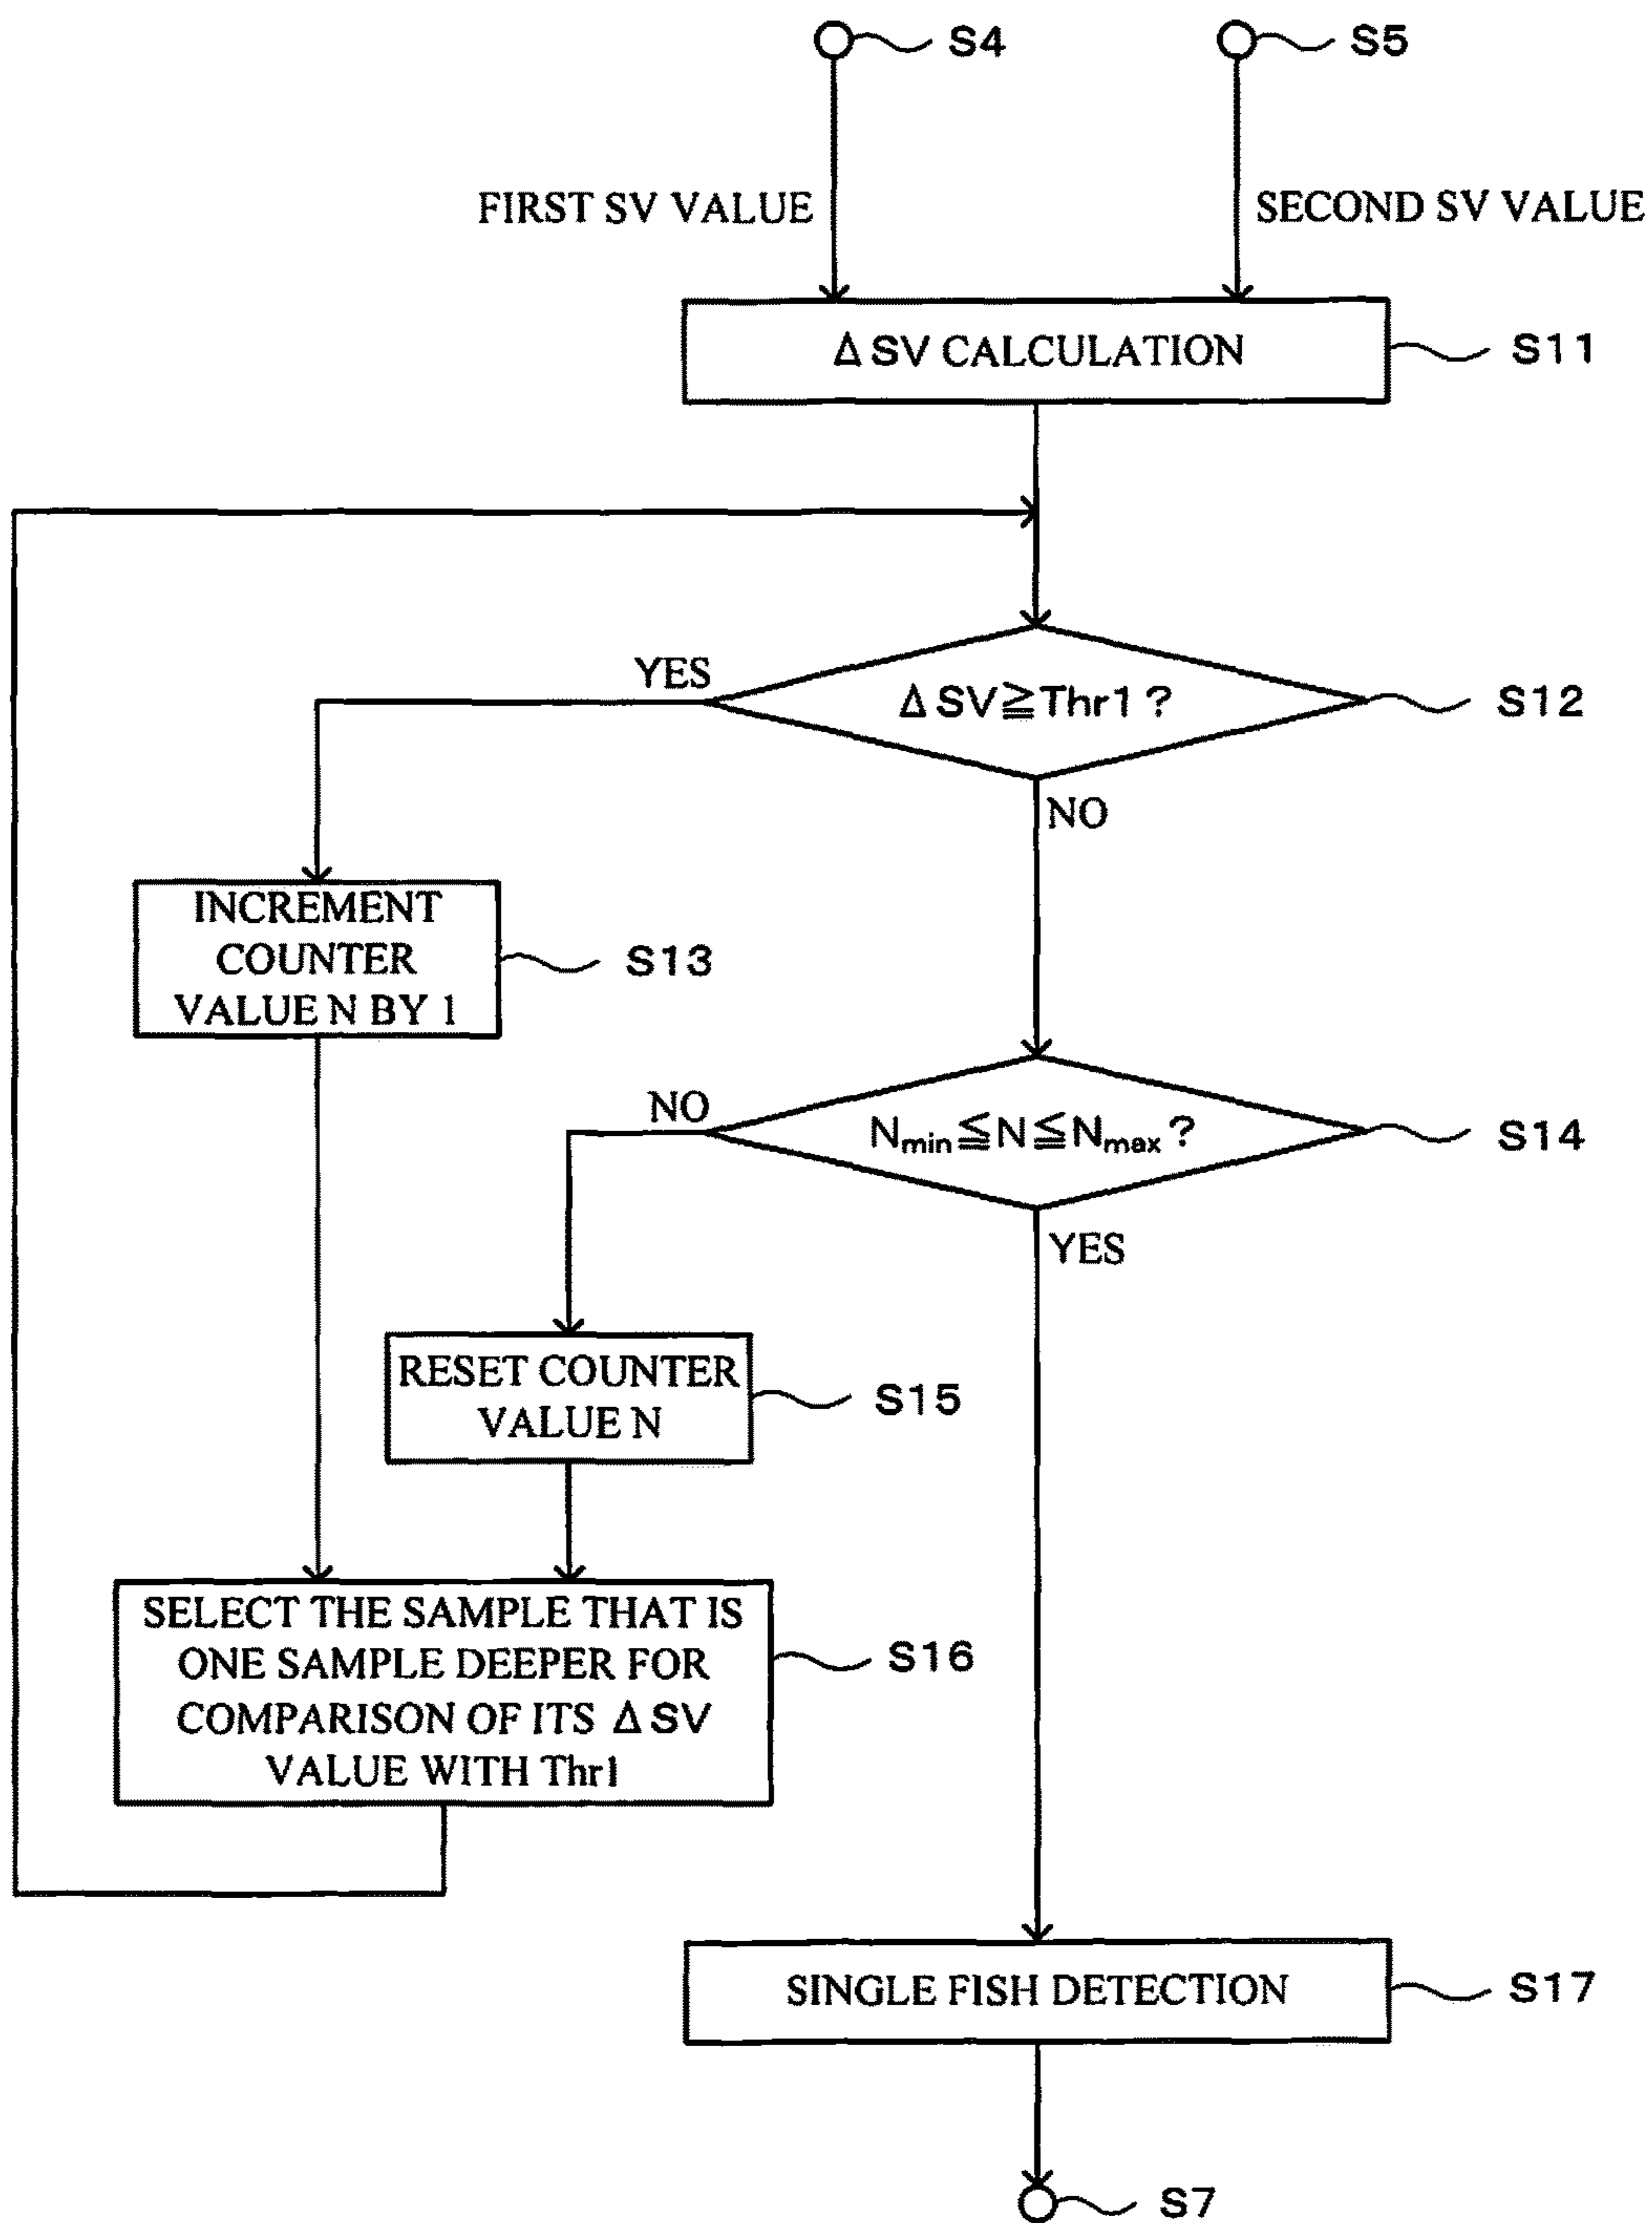 S4
S5
FIRST SV VALUE
SECOND SV VALUE
Δ SV CALCULATION
S11
YES
Δ SV≧Thr1?
S12
NO
INCREMENT
COUNTER
VALUE N BY 1
S13
NO
Nmin≦N≦Nmax?
S14
YES
RESET COUNTER
VALUE N
S15
SELECT THE SAMPLE THAT IS
ONE SAMPLE DEEPER FOR
COMPARISON OF ITS Δ SV
VALUE WITH Thr1
S16
SINGLE FISH DETECTION
S17
S7